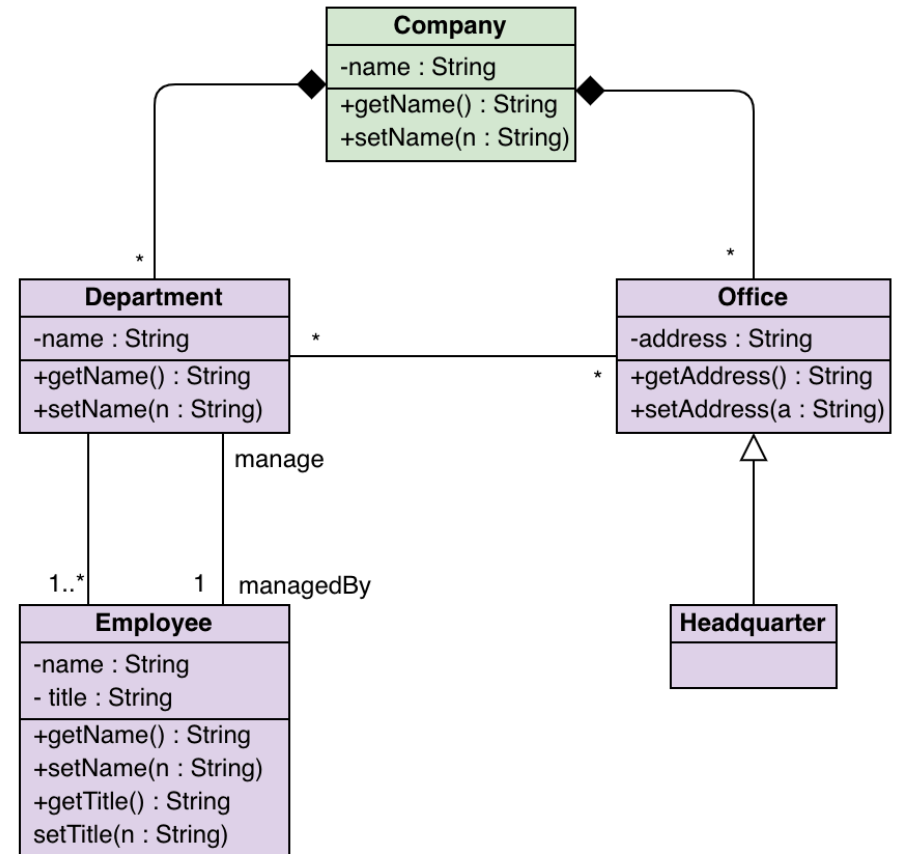 Company
-name : String
+getName() : String
+setName(n : String)
*
*
Department
-name : String
+getName() : String
+setName(n : String)
*
*
Office
-address : String
+getAddress() : String
+setAddress(a : String)
manage
1..*
1
managedBy
Employee
-name : String
- title : String
+getName() : String
+setName(n : String)
+getTitle() : String
setTitle(n : String)
Headquarter